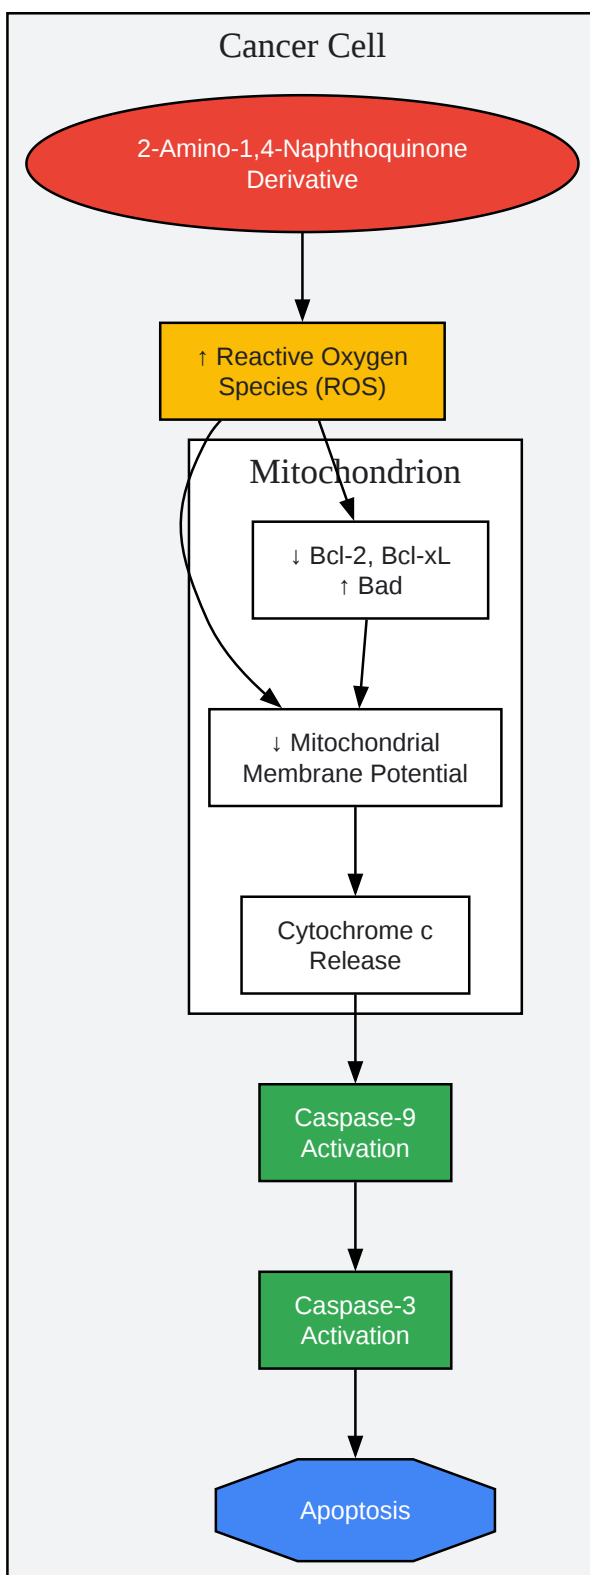 Cancer Cell
2-Amino-1,4-Naphthoquinone
Derivative
↑ Reactive Oxygen
Species (ROS)
Mitochondrion
↓ Bcl-2, Bcl-xL
↑ Bad
↓ Mitochondrial
Membrane Potential
Cytochrome c
Release
Caspase-9
Activation
Caspase-3
Activation
Apoptosis